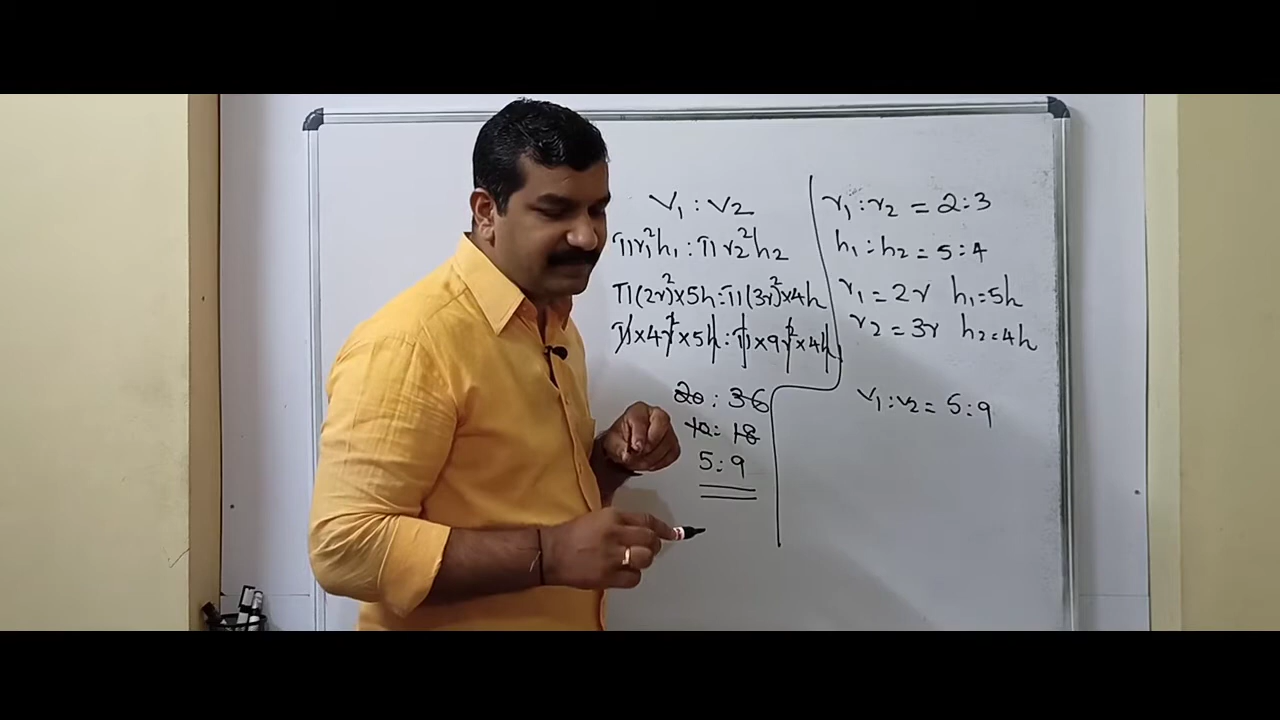 V₁ : V₂
πr₁²h₁ : πr₂²h₂
π(2r)²×5h : π(3r)²×4h
π×4r²×5h : π×9r²×4h
20 : 36
10 : 18
5 : 9
r₁ : r₂ = 2 : 3
h₁ : h₂ = 5 : 4
r₁ = 2r h₁ = 5h
r₂ = 3r h₂ = 4h
V₁ : V₂ = 5 : 9